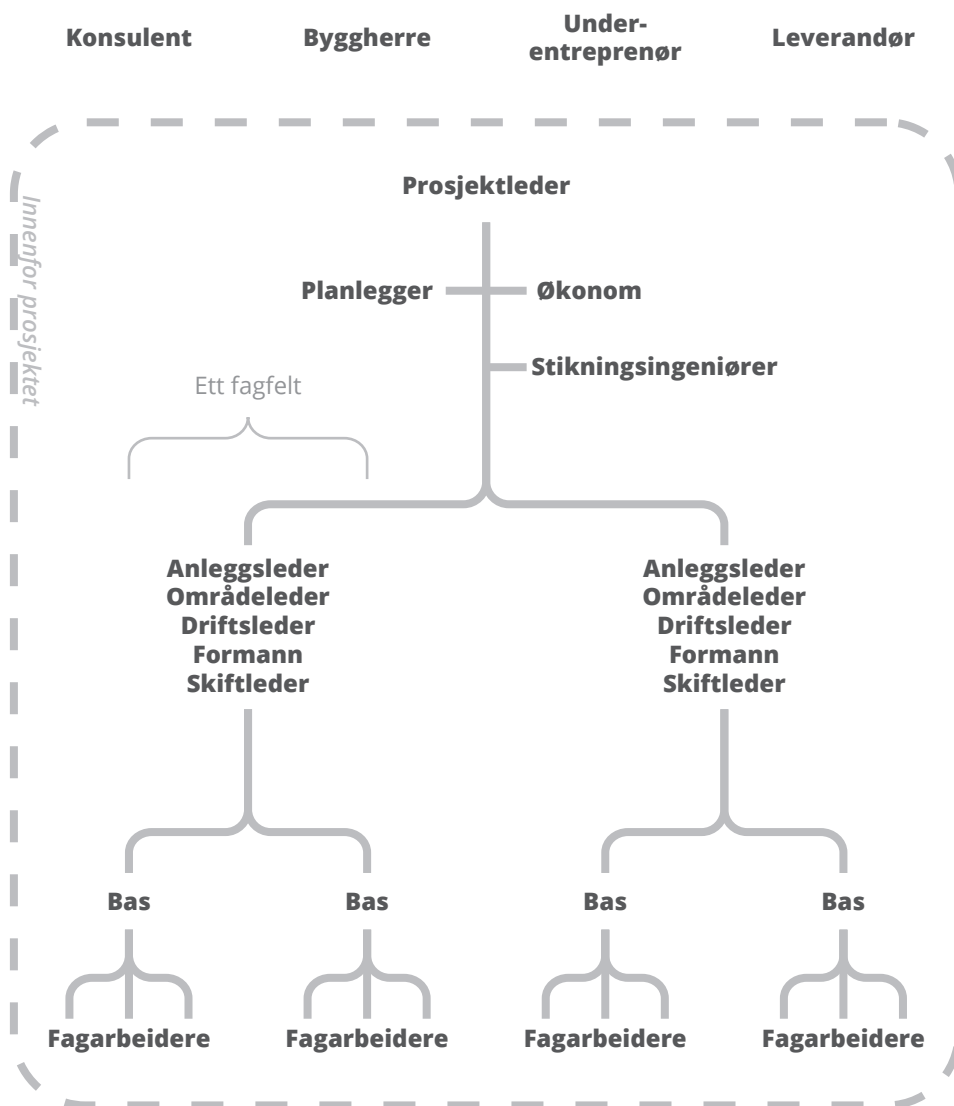 Konsulent
Byggherre
Under-
entreprenør
Leverandør
Innenfor prosjektet
Prosjektleder
Planlegger
Økonom
Stikningsingeniører
Ett fagfelt
Anleggsleder
Områdeleder
Driftsleder
Formann
Skiftleder
Anleggsleder
Områdeleder
Driftsleder
Formann
Skiftleder
Bas
Bas
Bas
Bas
Fagarbeidere
Fagarbeidere
Fagarbeidere
Fagarbeidere